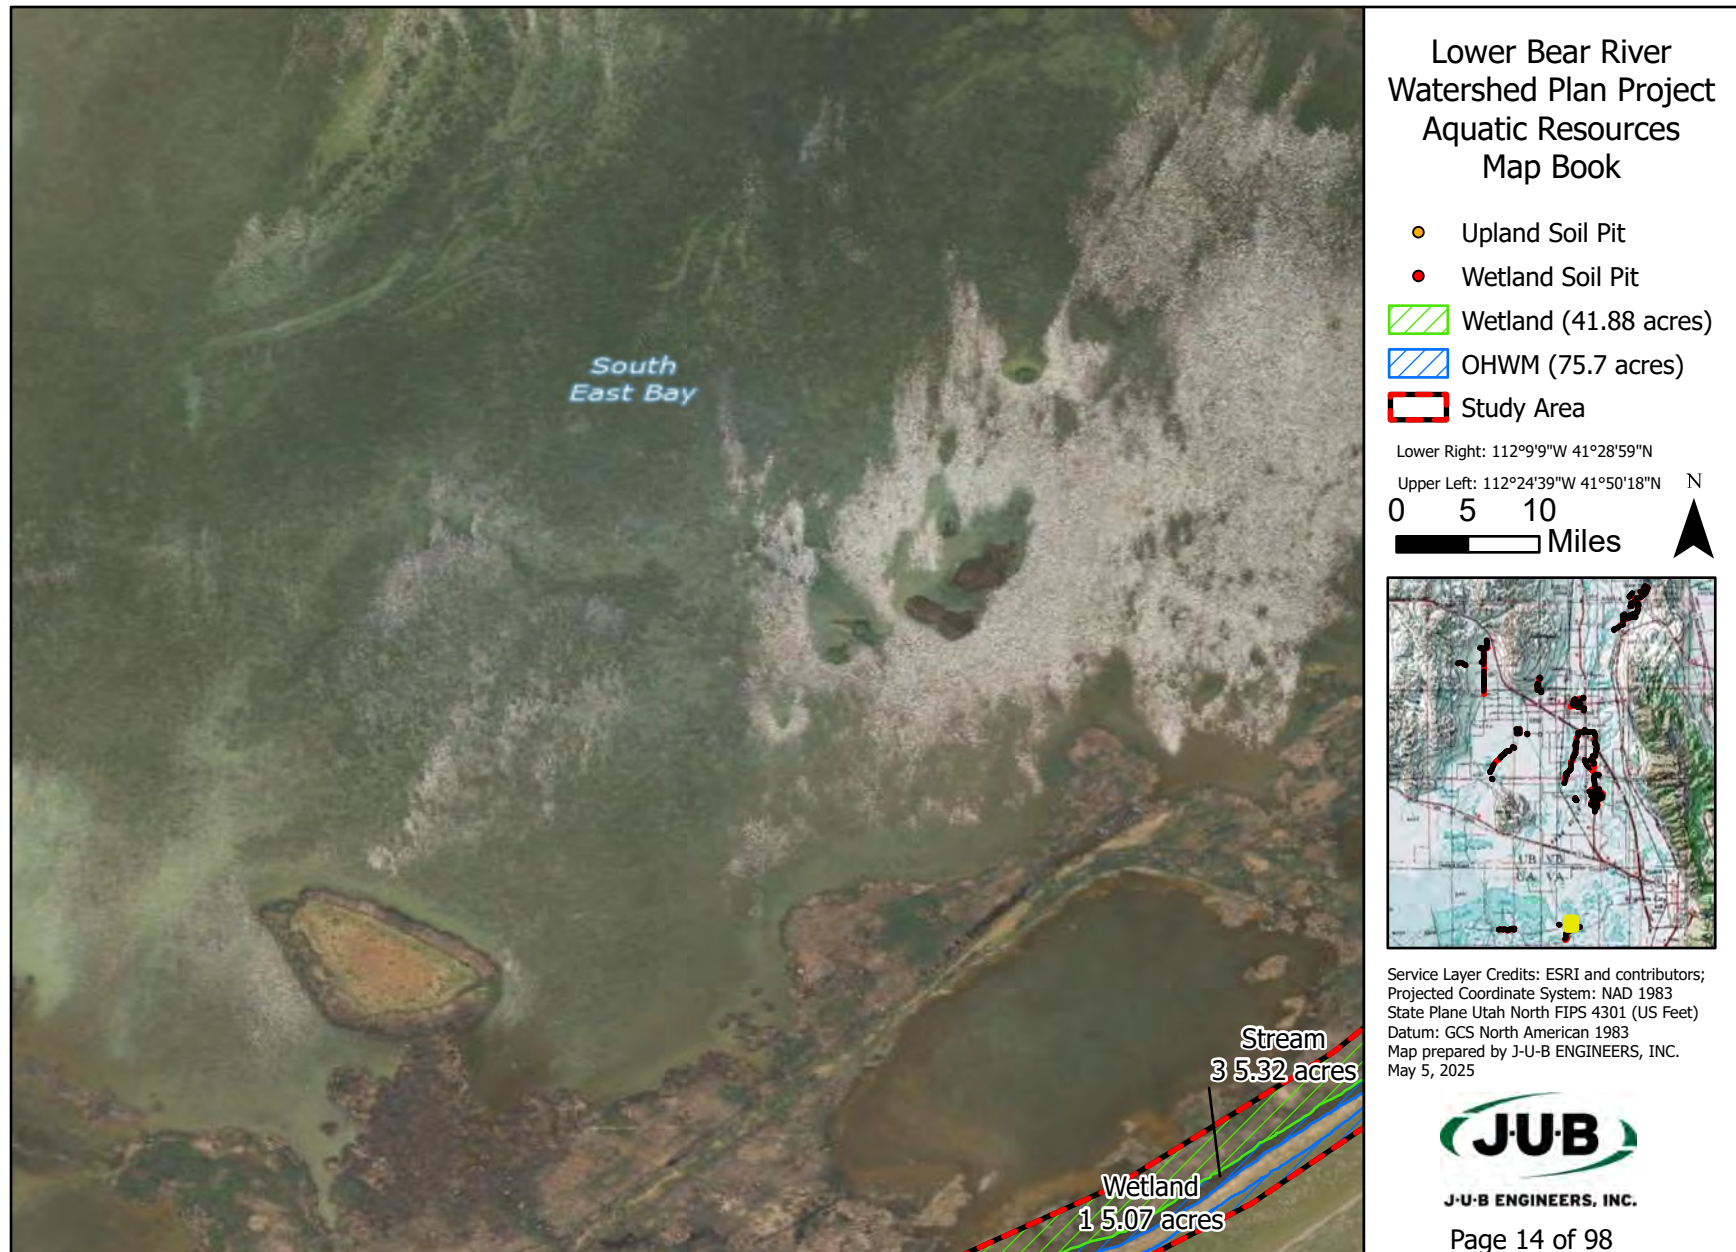 Lower Bear River
Watershed Plan Project
Aquatic Resources
Map Book
Upland Soil Pit
Wetland Soil Pit
Wetland (41.88 acres)
OHWM (75.7 acres)
Study Area
Lower Right: 112°9'9"W 41°28'59"N
Upper Left: 112°24'39"W 41°50'18"N
N
0 5 10
Miles
South
East Bay
Stream
3 5.32 acres
Wetland
1 5.07 acres
UB VB
UA VA
Service Layer Credits: ESRI and contributors;
Projected Coordinate System: NAD 1983
State Plane Utah North FIPS 4301 (US Feet)
Datum: GCS North American 1983
Map prepared by J-U-B ENGINEERS, INC.
May 5, 2025
J·U·B
J·U·B ENGINEERS, INC.
Page 14 of 98